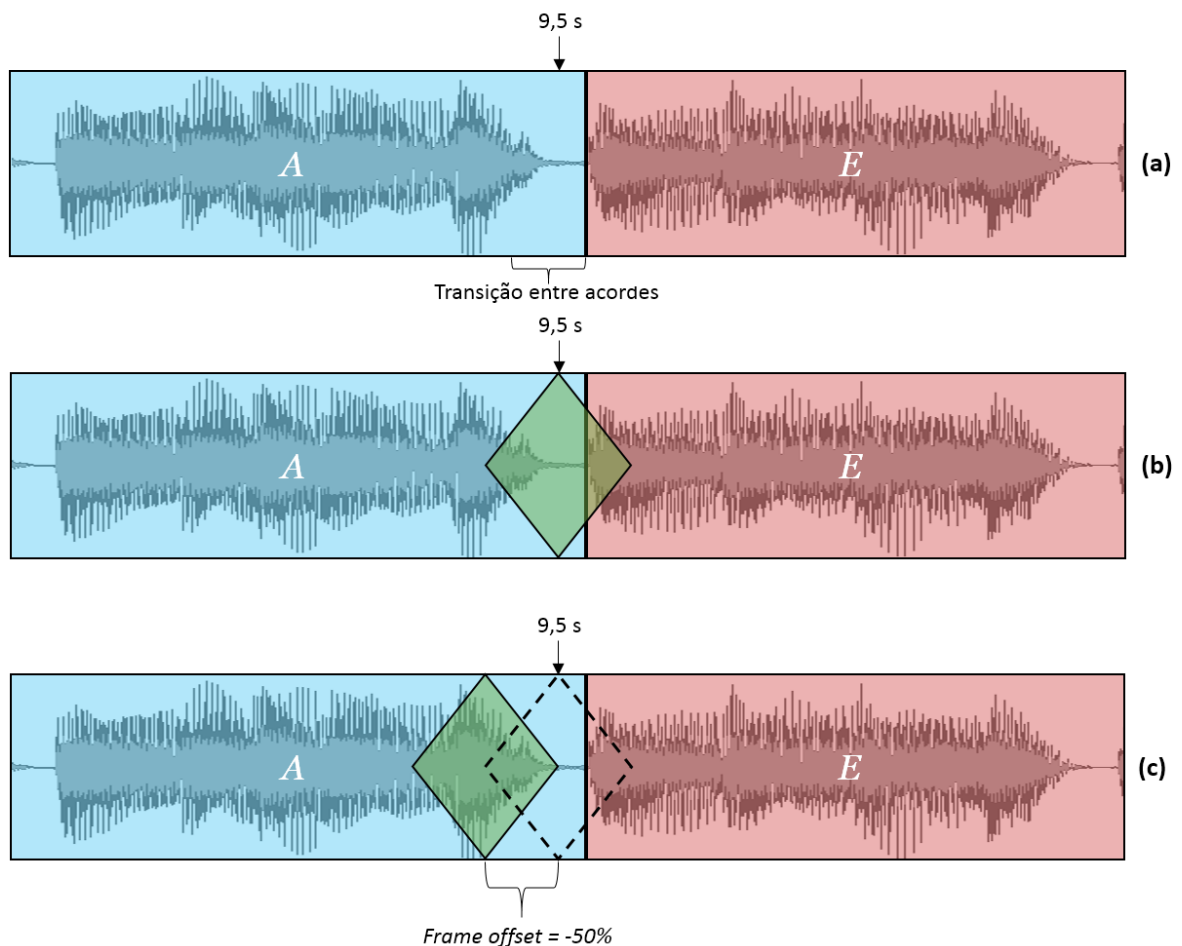 9,5 s
A
E
(a)
Transição entre acordes
9,5 s
A
E
(b)
9,5 s
A
E
(c)
Frame offset = -50%